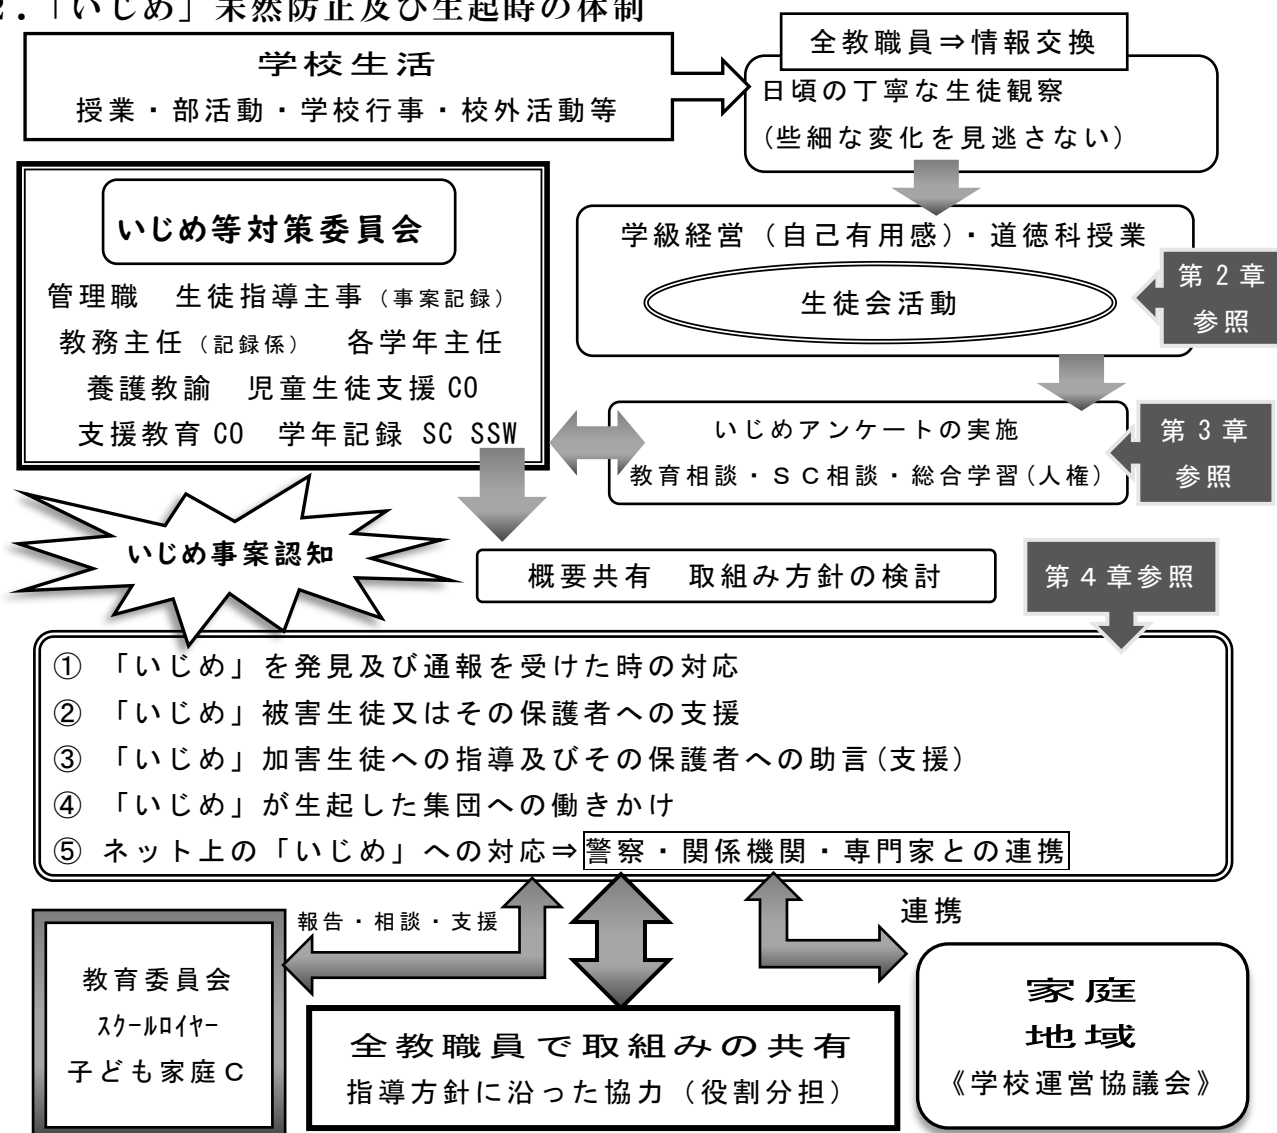 ２．「いじめ」未然防止及び生起時の体制
学校生活
授業・部活動・学校行事・校外活動等
全教職員⇒情報交換
日頃の丁寧な生徒観察
(些細な変化を見逃さない)
いじめ等対策委員会
管理職　生徒指導主事（事案記録）
教務主任（記録係）　各学年主任
養護教諭　児童生徒支援 CO
支援教育 CO　学年記録 SC SSW
学級経営（自己有用感）・道徳科授業
生徒会活動
第２章
参照
いじめアンケートの実施
教育相談・ＳＣ相談・総合学習(人権)
第３章
参照
いじめ事案認知
概要共有　取組み方針の検討
第４章参照
①　「いじめ」を発見及び通報を受けた時の対応
②　「いじめ」被害生徒又はその保護者への支援
③　「いじめ」加害生徒への指導及びその保護者への助言(支援)
④　「いじめ」が生起した集団への働きかけ
⑤　ネット上の「いじめ」への対応⇒警察・関係機関・専門家との連携
報告・相談・支援
連携
教育委員会
ｽｸｰﾙﾛｲﾔｰ
子ども家庭Ｃ
全教職員で取組みの共有
指導方針に沿った協力（役割分担）
家庭
地域
《学校運営協議会》